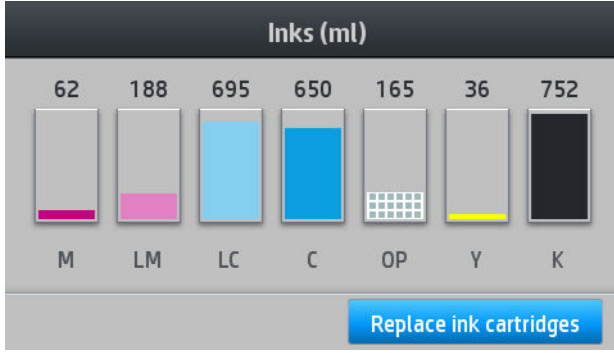 Inks (ml)
62 188 695 650 165 36 752
M LM LC C OP Y K
Replace ink cartridges